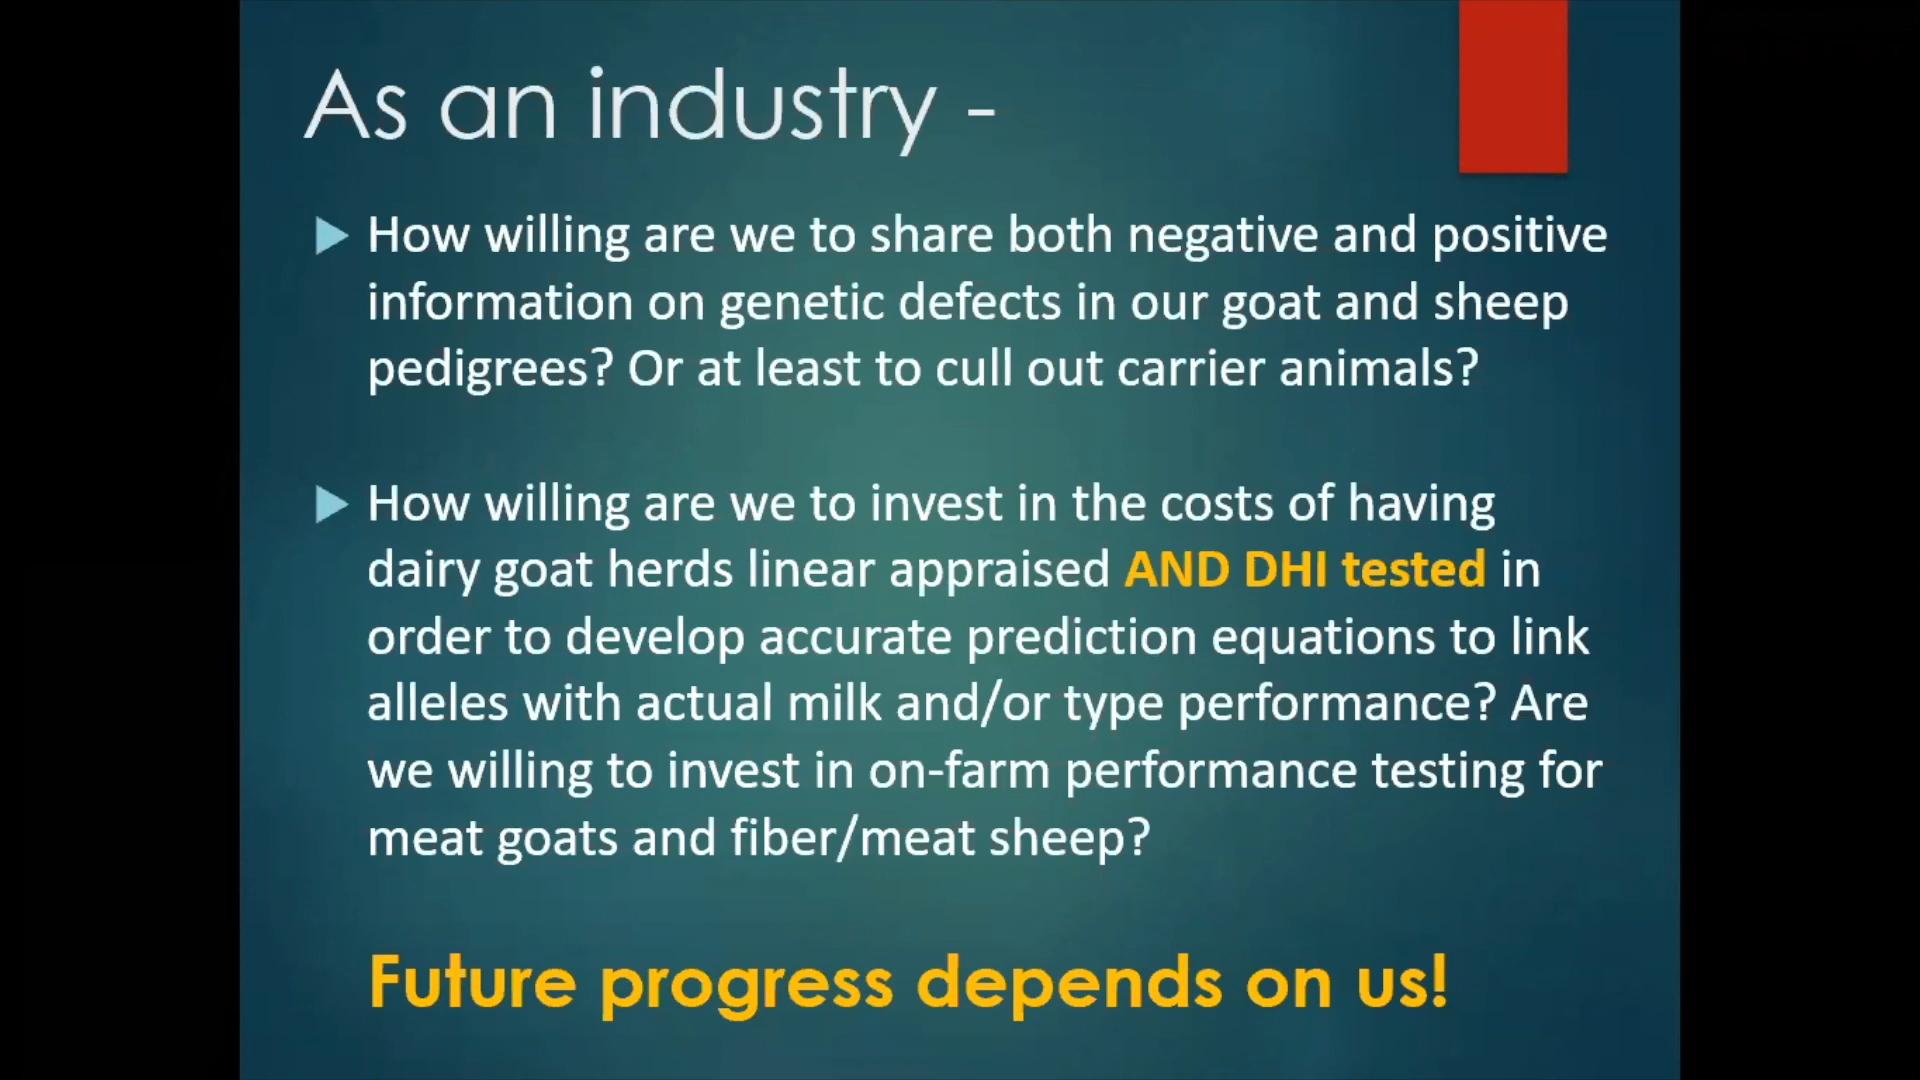 As an industry -
How willing are we to share both negative and positive
information on genetic defects in our goat and sheep
pedigrees? Or at least to cull out carrier animals?
How willing are we to invest in the costs of having
dairy goat herds linear appraised AND DHI tested in
order to develop accurate prediction equations to link
alleles with actual milk and/or type performance? Are
we willing to invest in on-farm performance testing for
meat goats and fiber/meat sheep?
Future progress depends on us!